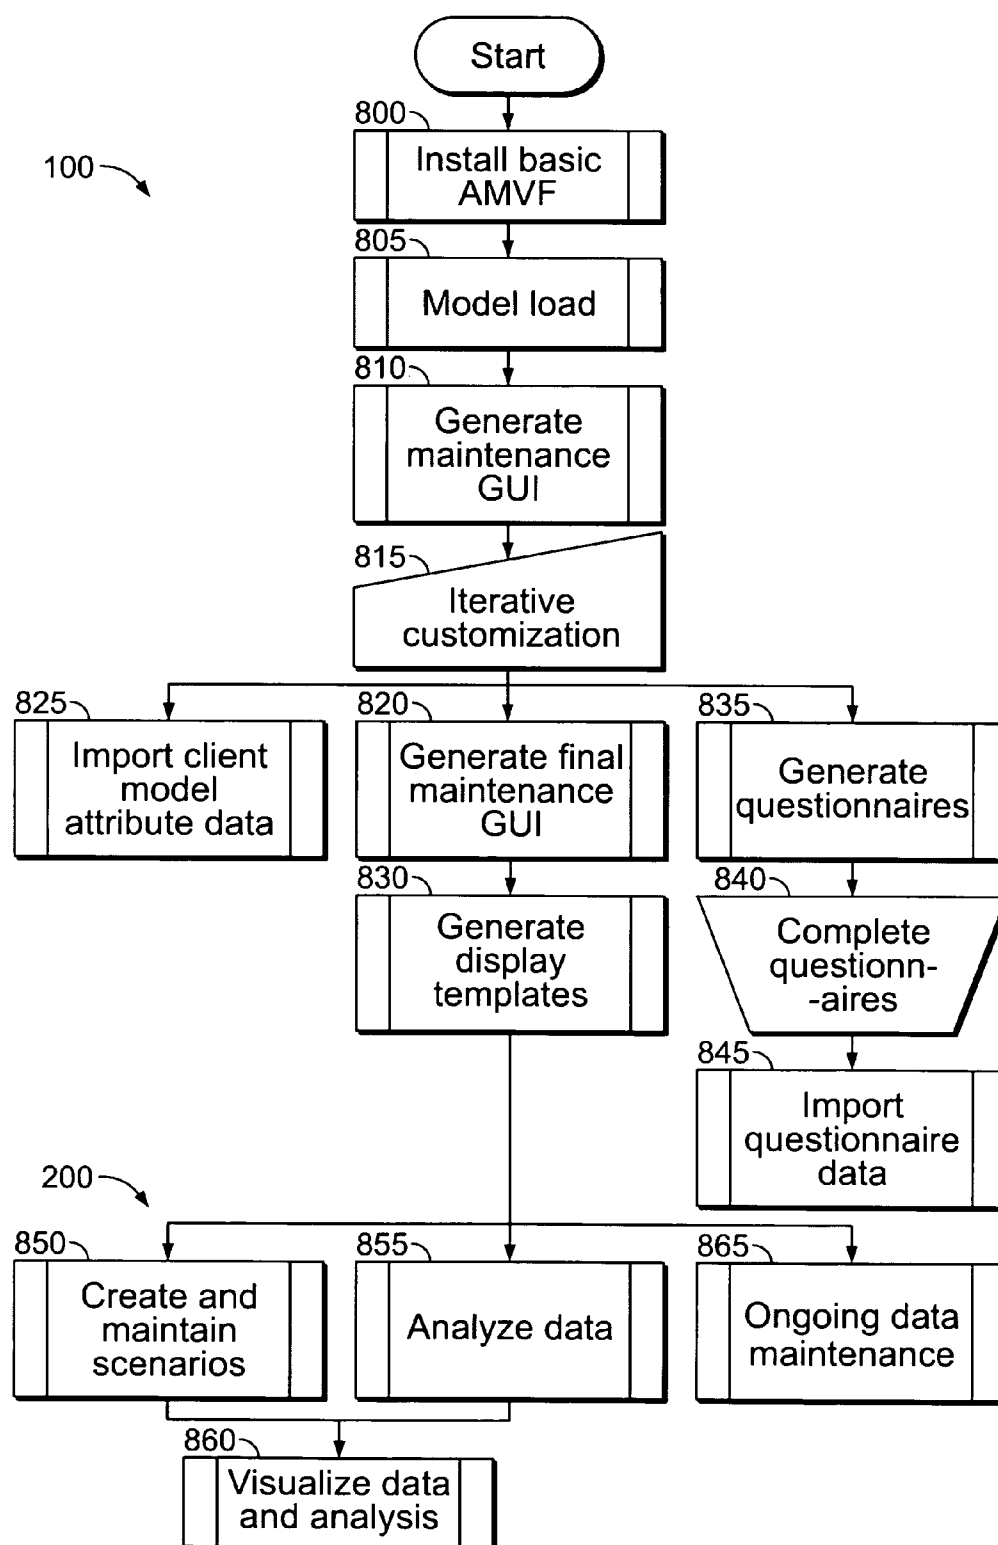 Start
800
Install basic
AMVF
100
805
Model load
810
Generate
maintenance
GUI
815
Iterative
customization
825
Import client
model
attribute data
820
Generate final
maintenance
GUI
835
Generate
questionnaires
830
Generate
display
templates
840
Complete
questionn-
-aires
845
Import
questionnaire
data
200
850
Create and
maintain
scenarios
855
Analyze data
865
Ongoing data
maintenance
860
Visualize data
and analysis